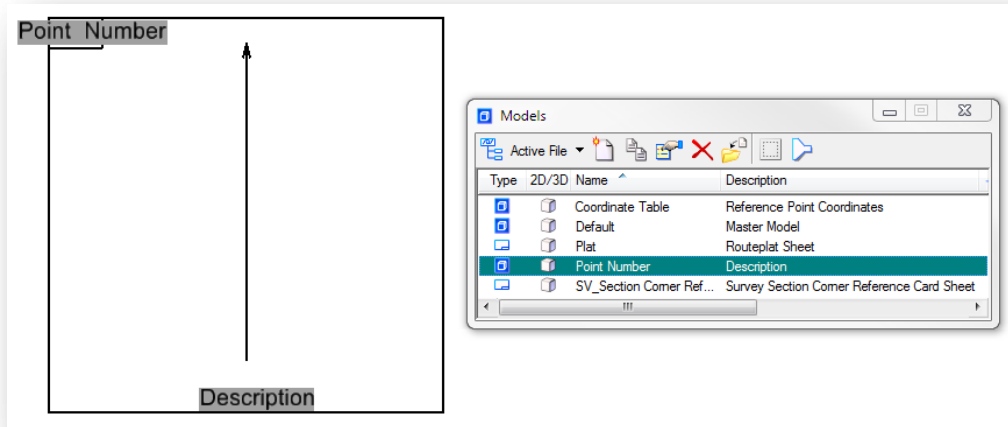 Point Number
Description
Models
Active File
Type 2D/3D Name Description
Coordinate Table Reference Point Coordinates
Default Master Model
Plat Routeplat Sheet
Point Number Description
SV_Section Corner Ref... Survey Section Corner Reference Card Sheet